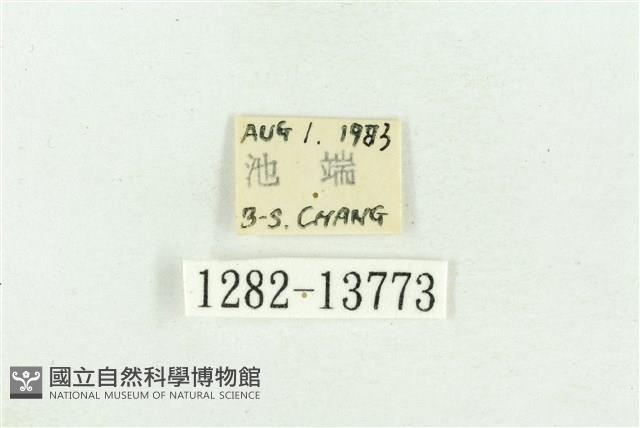 AUG 1. 1983
池 端
B-S. CHANG
1282-13773
國立自然科學博物館
NATIONAL MUSEUM OF NATURAL SCIENCE